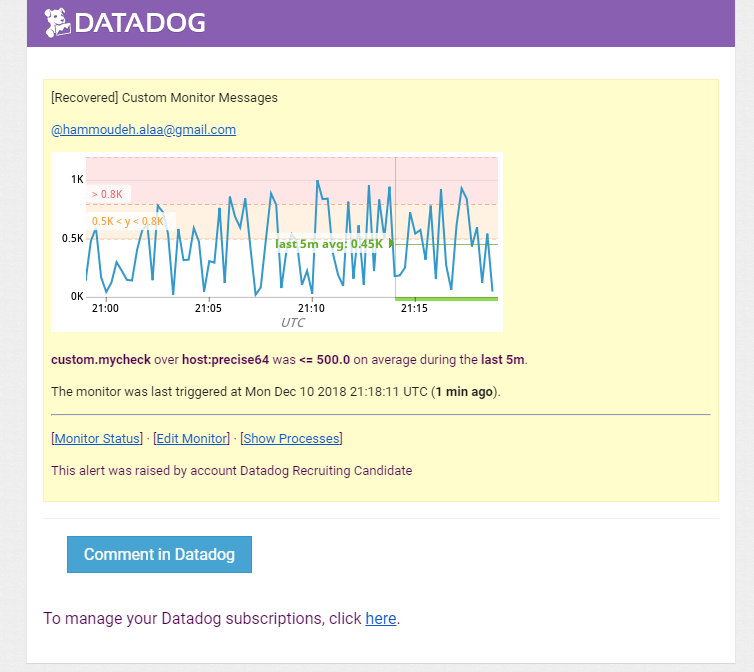 DATADOG
[Recovered] Custom Monitor Messages
@hammoudeh.alaa@gmail.com
1K
> 0.8K
0.5K < y < 0.8K
0.5K
last 5m avg: 0.45K
0K
21:00 21:05 21:10 21:15
UTC
custom.mycheck over host:precise64 was <= 500.0 on average during the last 5m.
The monitor was last triggered at Mon Dec 10 2018 21:18:11 UTC (1 min ago).
[Monitor Status] · [Edit Monitor] · [Show Processes]
This alert was raised by account Datadog Recruiting Candidate
Comment in Datadog
To manage your Datadog subscriptions, click here.